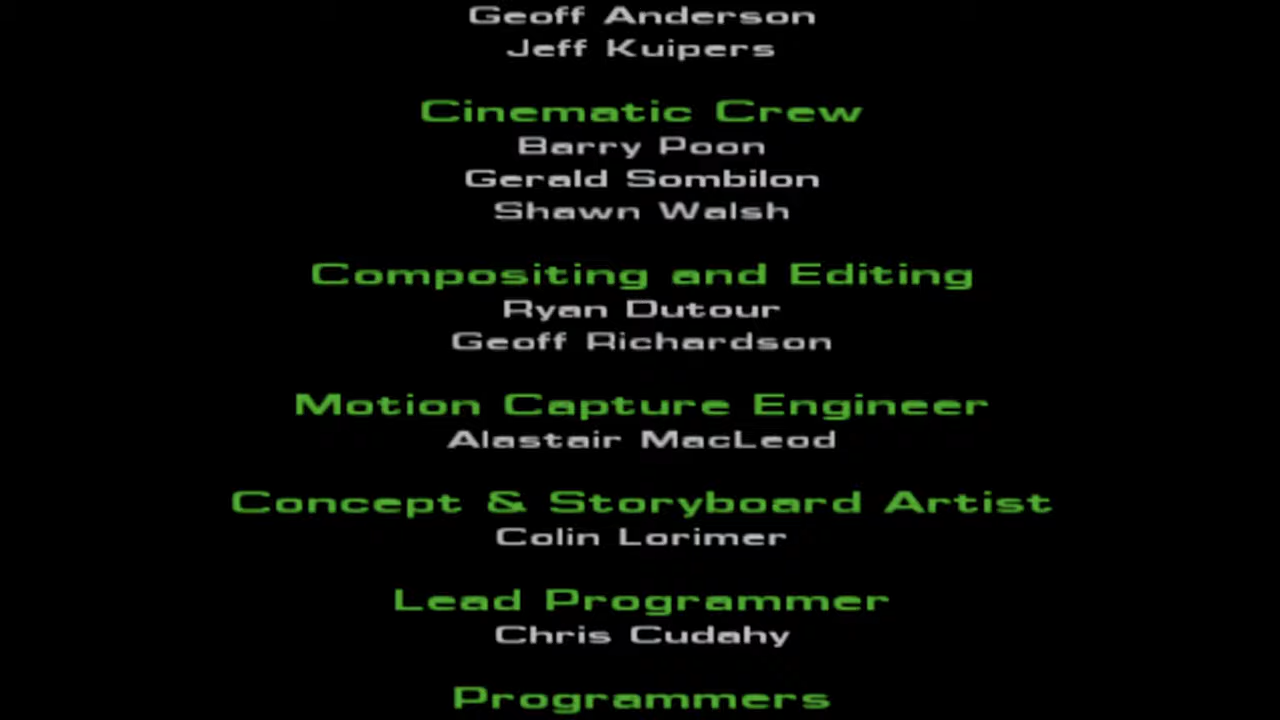 Geoff Anderson
Jeff Kuipers
Cinematic Crew
Barry Poon
Gerald Sombilon
Shawn Walsh
Compositing and Editing
Ryan Dutour
Geoff Richardson
Motion Capture Engineer
Alastair MacLeod
Concept & Storyboard Artist
Colin Lorimer
Lead Programmer
Chris Cudahy
Programmers